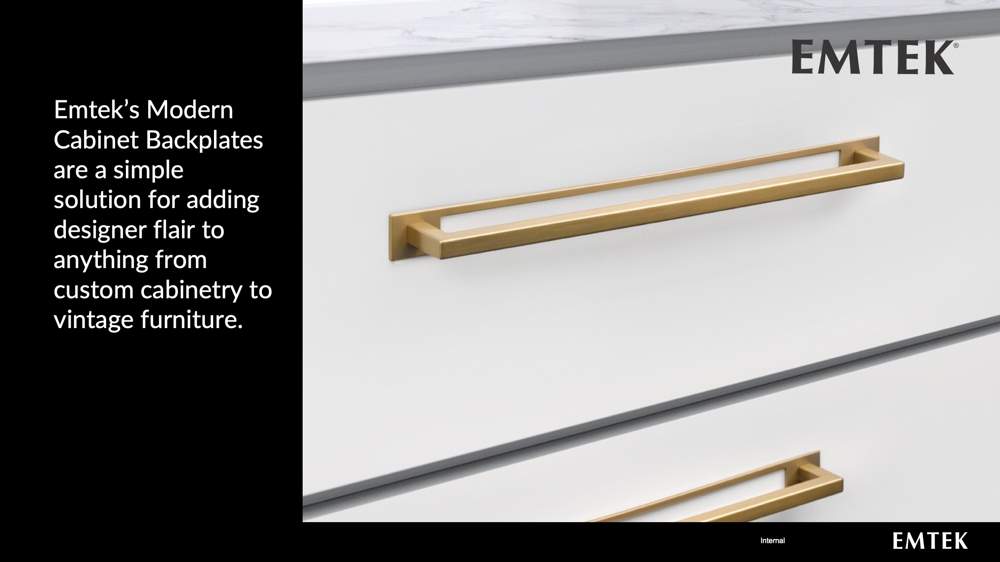 Emtek’s Modern
Cabinet Backplates
are a simple
solution for adding
designer flair to
anything from
custom cabinetry to
vintage furniture.
EMTEK®
Internal
EMTEK